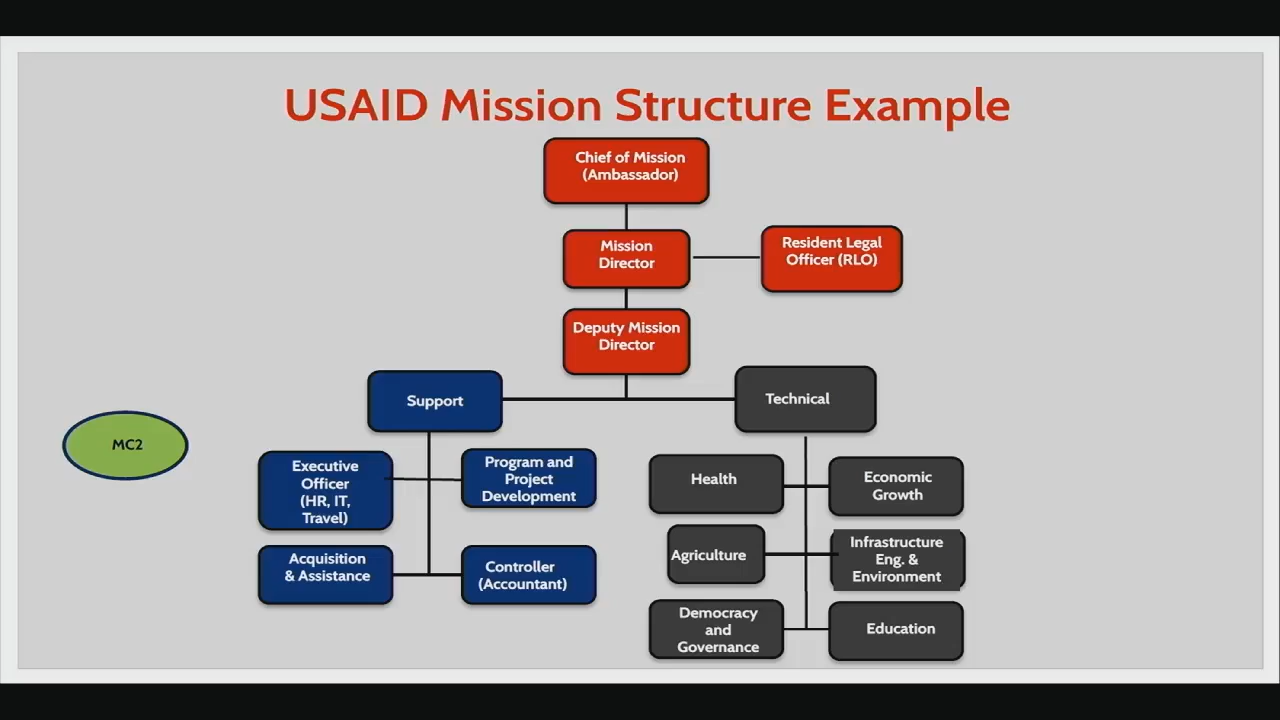 USAID Mission Structure Example
Chief of Mission
(Ambassador)
Mission
Director
Resident Legal
Officer (RLO)
Deputy Mission
Director
Support
Technical
MC2
Executive
Officer
(HR, IT,
Travel)
Program and
Project
Development
Acquisition
& Assistance
Controller
(Accountant)
Health
Economic
Growth
Agriculture
Infrastructure
Eng. &
Environment
Democracy
and
Governance
Education